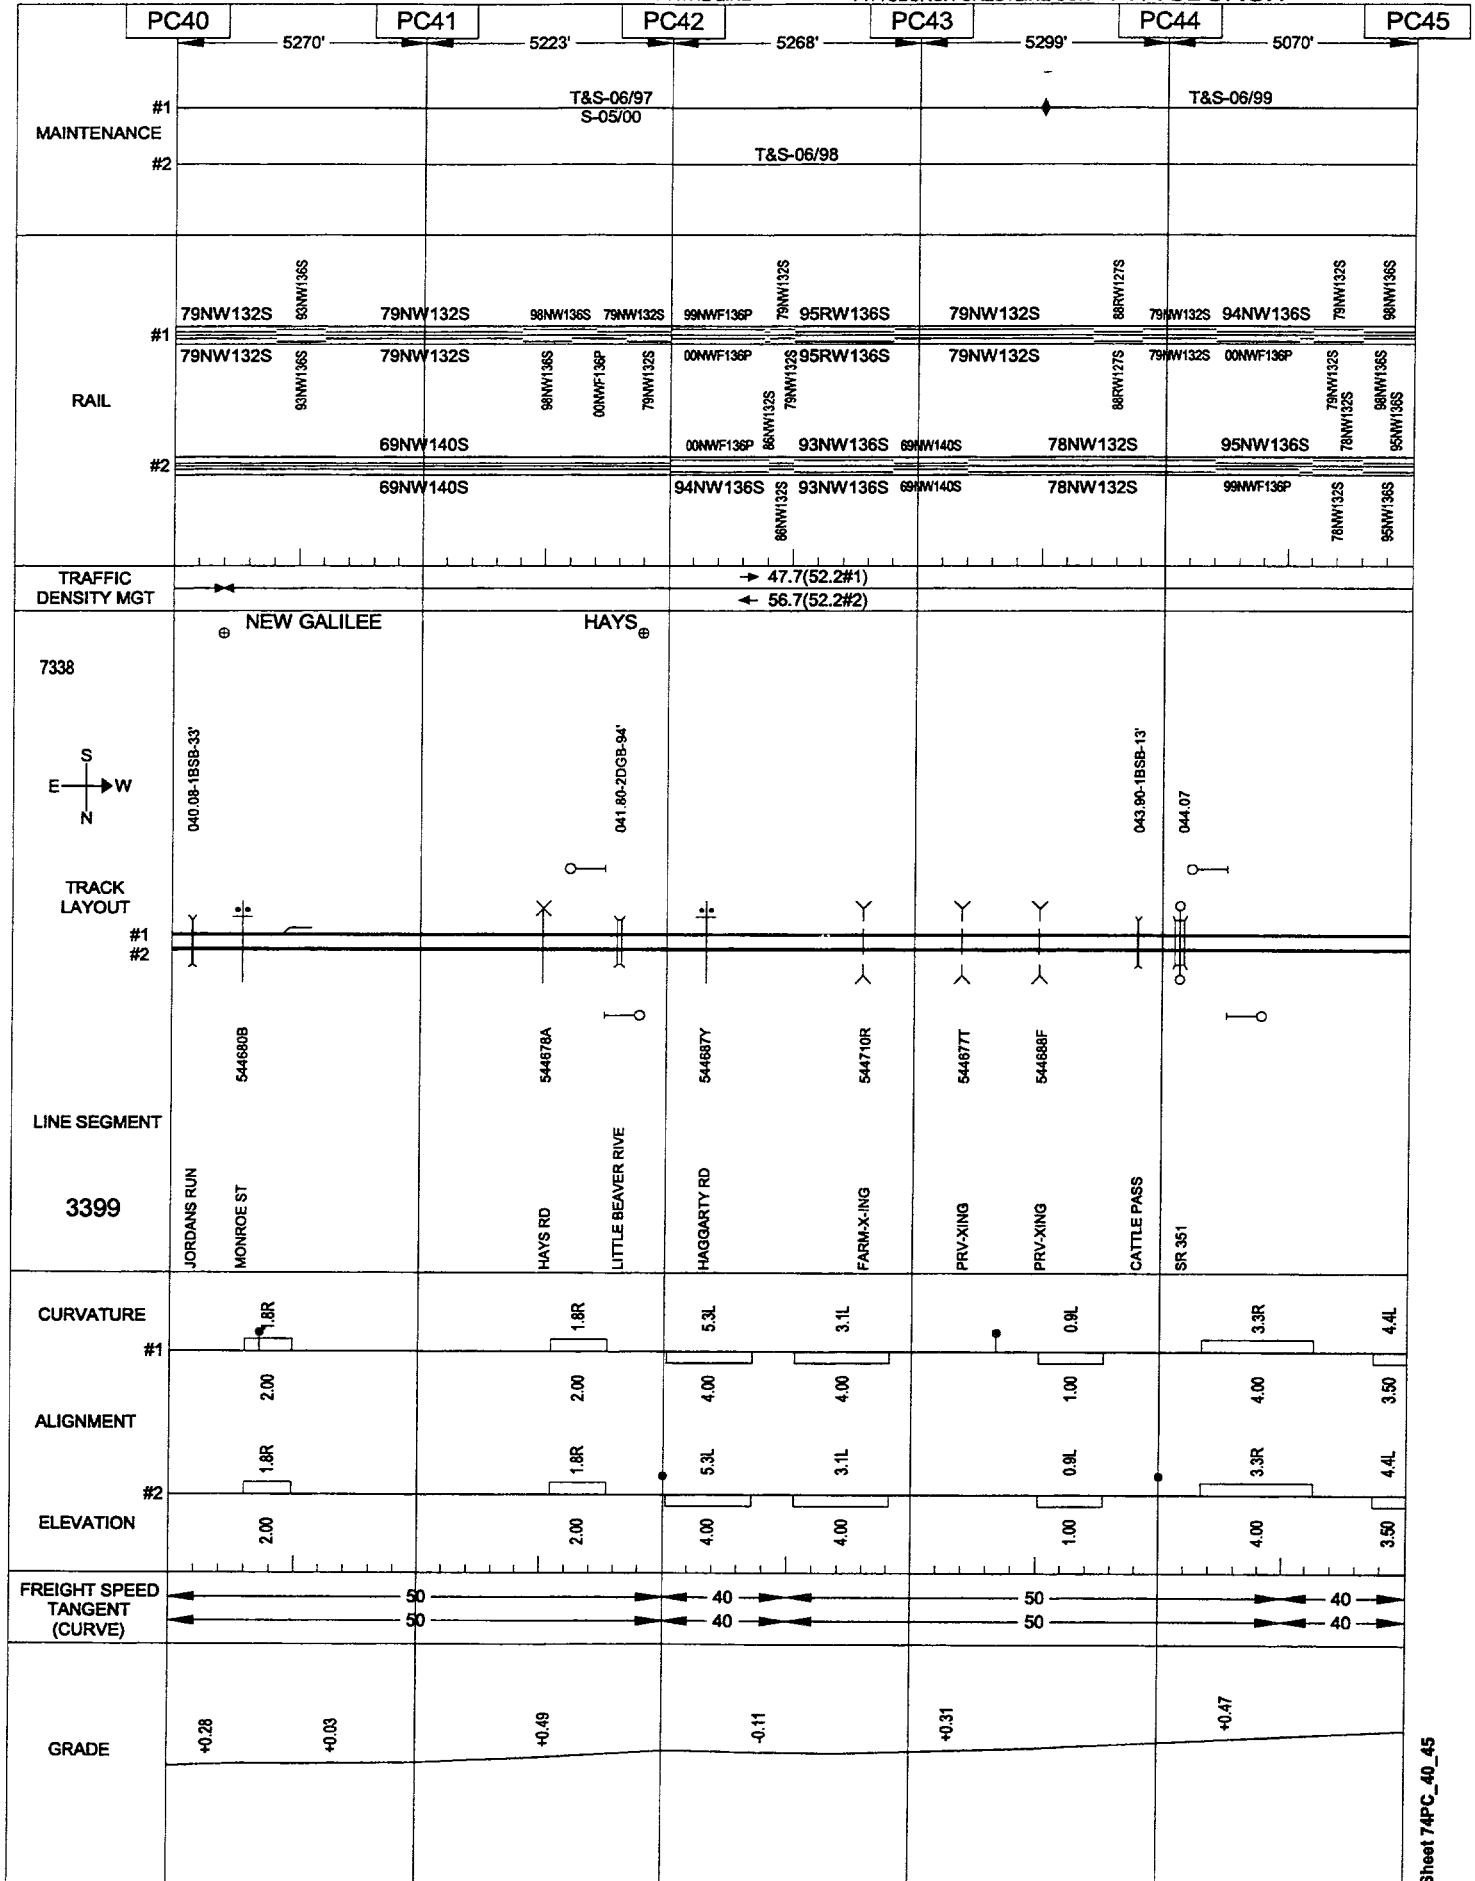 PC40 PC41 PC42 PC43 PC44 PC45
5270' 5223' 5268' 5299' 5070'
#1 T&S-06/97 T&S-06/99
S-05/00
MAINTENANCE
#2 T&S-06/98
93NW136S 79NW132S 88RW127S 79NW132S 98NW136S
79NW132S 79NW132S 98NW136S 79NW132S 99NWF136P 95RW136S 79NW132S 79NW132S 94NW136S
#1
79NW132S 79NW132S 00NWF136P 95RW136S 79NW132S 79NW132S 00NWF136P
93NW136S 98NW136S 00NWF136P 79NW132S 86NW132S 79NW132S 88RW127S 79NW132S 78NW132S 98NW136S 95NW136S
RAIL
69NW140S 00NWF136P 93NW136S 69NW140S 78NW132S 95NW136S
#2
69NW140S 94NW136S 93NW136S 69NW140S 78NW132S 99NWF136P
86NW132S 78NW132S 95NW136S
TRAFFIC
DENSITY MGT
47.7(52.2#1)
56.7(52.2#2)
NEW GALILEE HAYS
7338
S
E W
N
040.08-1BSB-33' 041.80-2DGB-94' 043.90-1BSB-13' 044.07
TRACK
LAYOUT
#1
#2
544680B 544678A 544687Y 544710R 544677T 544688F
LINE SEGMENT
3399
JORDANS RUN MONROE ST HAYS RD LITTLE BEAVER RIVE HAGGARTY RD FARM-X-ING PRV-XING PRV-XING CATTLE PASS SR 351
CURVATURE
1.8R 1.8R 5.3L 3.1L 0.9L 3.3R 4.4L
#1
2.00 2.00 4.00 4.00 1.00 4.00 3.50
ALIGNMENT
1.8R 1.8R 5.3L 3.1L 0.9L 3.3R 4.4L
#2
ELEVATION
2.00 2.00 4.00 4.00 1.00 4.00 3.50
FREIGHT SPEED
TANGENT
(CURVE)
50 40 50 40
50 40 50 40
GRADE
+0.28 +0.03 +0.49 -0.11 +0.31 +0.47
Sheet 74PC_40_45